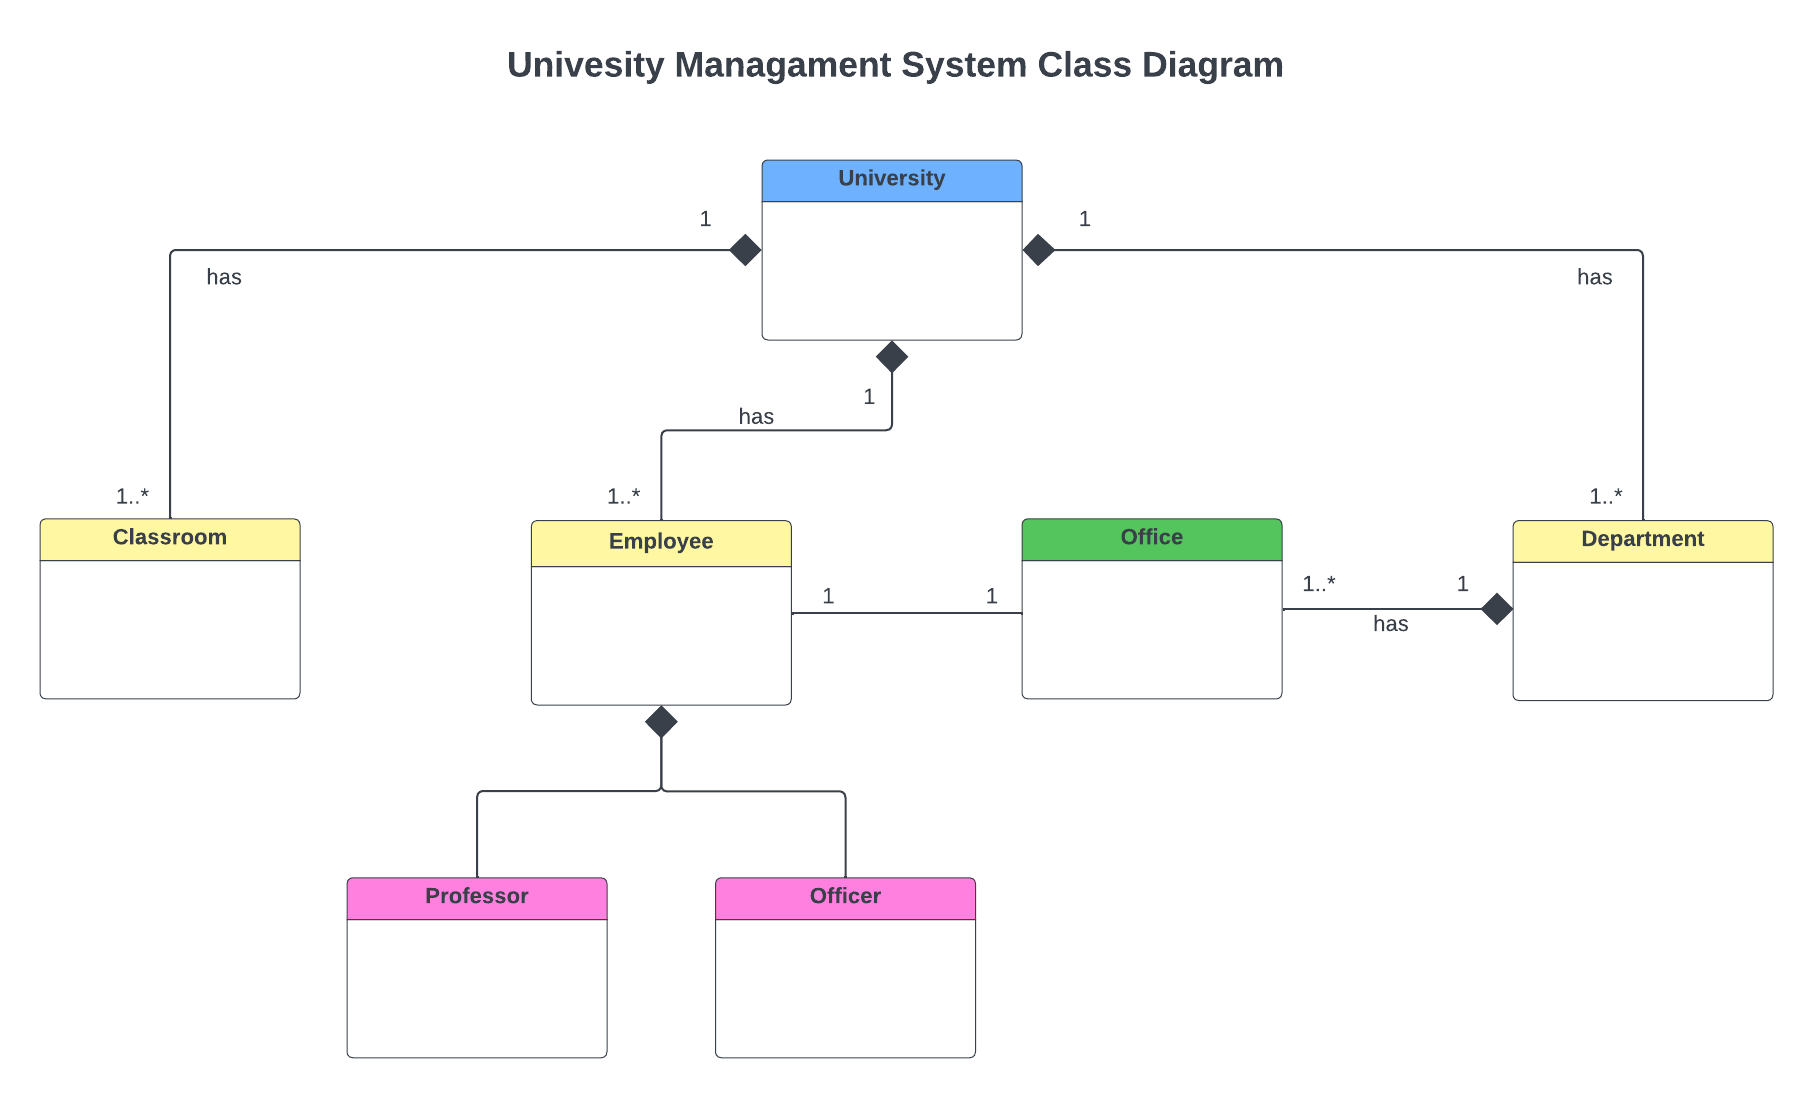 Univesity Managament System Class Diagram
University
1
1
has
has
1
has
1..*
1..*
1..*
Classroom
Employee
Office
Department
1
1
1..*
1
has
Professor
Officer